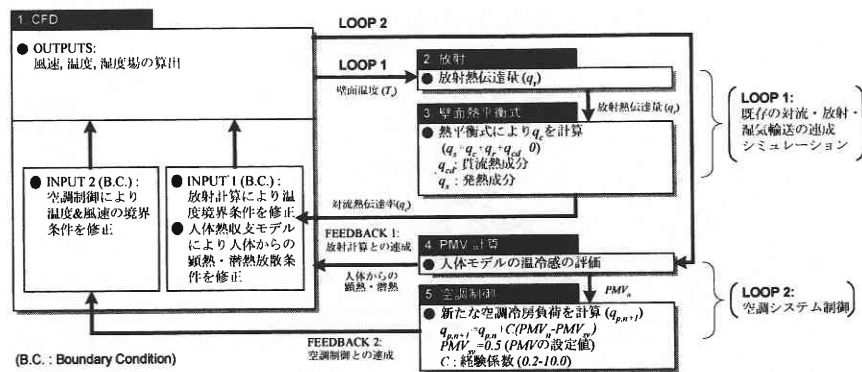 1. CFD
● OUTPUTS:
風速, 温度, 湿度場の算出
LOOP 2
LOOP 1
壁面温度 (Ts)
2 放射
● 放射熱伝達量 (qr)
放射熱伝達量 (qr)
3 壁面熱平衡式
● 熱平衡式によりqcを計算
(qs+qc+qr+qcd=0)
qcd : 貫流熱成分
qs : 発熱成分
LOOP 1:
既存の対流・放射・
湿気輸送の連成
シミュレーション
● INPUT 2 (B.C.) :
空調制御により
温度&風速の境界
条件を修正
● INPUT 1 (B.C.) :
放射計算により温
度境界条件を修正
● 人体熱収支モデル
により人体からの
顕熱・潜熱放散条
件を修正
対流熱伝達率(qc)
FEEDBACK 1:
放射計算との連成
人体からの
顕熱・潜熱
4 PMV 計算
● 人体モデルの温冷感の評価
PMVn
5 空調制御
● 新たな空調冷房負荷を計算 (qp,n+1)
qp,n+1=qp,n+C(PMVn-PMVsv)
PMVsv=0.5 (PMVの設定値)
C : 経験係数 (0.2-10.0)
LOOP 2:
空調システム制御
FEEDBACK 2:
空調制御との連成
(B.C. : Boundary Condition)